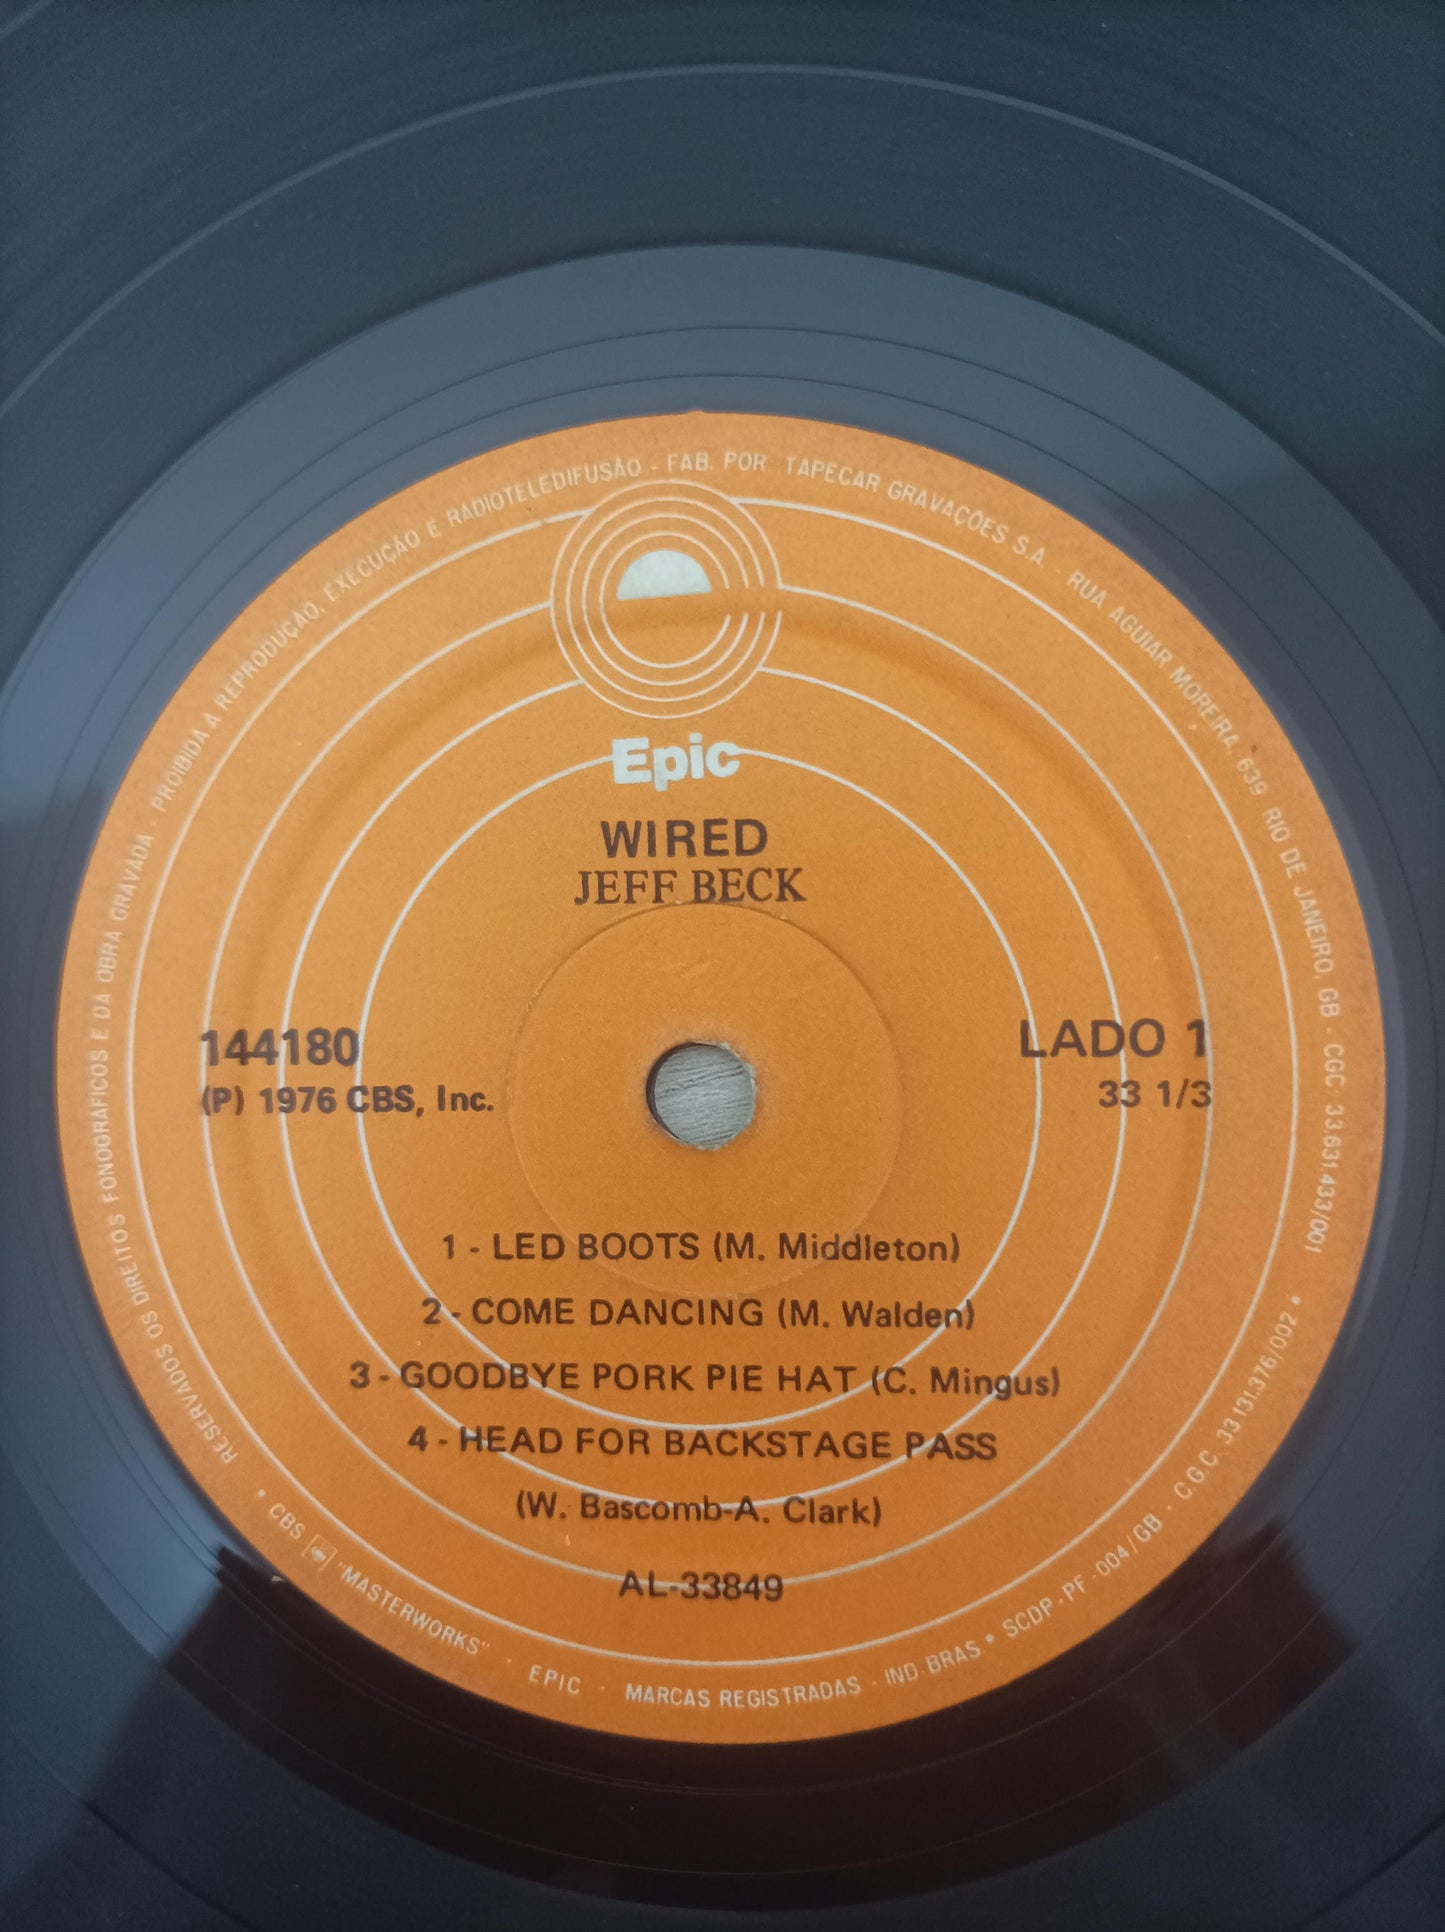 RESERVADOS OS DIREITOS FONOGRÁFICOS E DA OBRA GRAVADA · PROIBIDA A REPRODUÇÃO, EXECUÇÃO E RADIOTELEDIFUSÃO - FAB. POR TAPECAR GRAVAÇÕES S.A. - RUA AGUIAR MOREIRA, 639 RIO DE JANEIRO, GB - CGC 33.631.433/001
Epic
WIRED
JEFF BECK
144180
LADO 1
(P) 1976 CBS, Inc.
33 1/3
1 - LED BOOTS (M. Middleton)
2 - COME DANCING (M. Walden)
3 - GOODBYE PORK PIE HAT (C. Mingus)
4 - HEAD FOR BACKSTAGE PASS
(W. Bascomb-A. Clark)
AL-33849
• CBS "MASTERWORKS" · EPIC · MARCAS REGISTRADAS · IND. BRAS. • SCDP - PF - 004/GB - C.G.C. 33.131.376/002 •